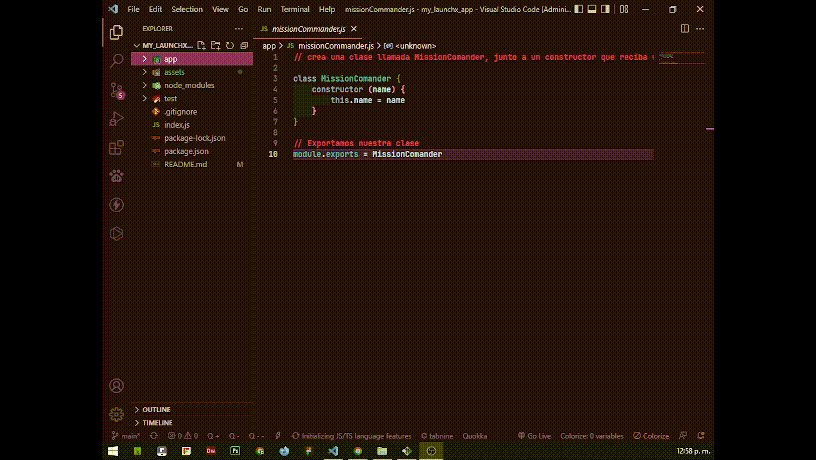 File Edit Selection View Go Run Terminal Help missionCommander.js - my_launchx_app - Visual Studio Code [Admini...
EXPLORER
missionCommander.js
MY_LAUNCHX...
app > JS missionCommander.js > <unknown>
app
assets
node_modules
test
.gitignore
JS index.js
package-lock.json
package.json
README.md M
1 // crea una clase llamada MissionComander, junto a un constructor que reciba
2
3 class MissionComander {
4 constructor (name) {
5 this.name = name
6 }
7 }
8
9 // Exportamos nuestra clase
10 module.exports = MissionComander
5
OUTLINE
TIMELINE
main* 0 0 Initializing JS/TS language features tabnine Quokka Go Live Colorize: 0 variables Colorize
12:58 p. m.